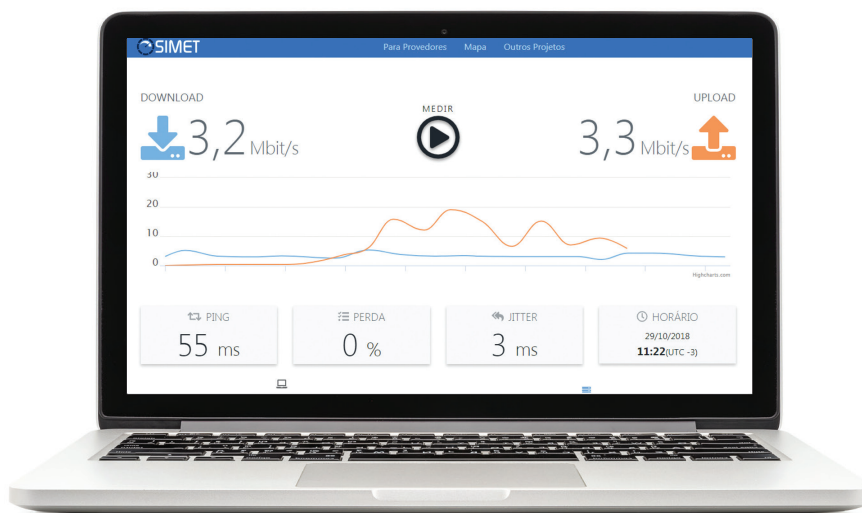 SIMET
Para Provedores Mapa Outros Projetos
DOWNLOAD
3,2 Mbit/s
MEDIR
UPLOAD
3,3 Mbit/s
30
20
10
0
Highcharts.com
PING
55 ms
PERDA
0 %
JITTER
3 ms
HORÁRIO
29/10/2018
11:22(UTC -3)